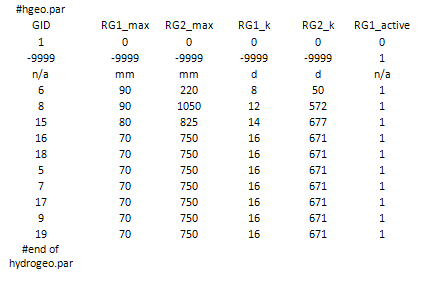 #hgeo.par
GID RG1_max RG2_max RG1_k RG2_k RG1_active
1 0 0 0 0 0
-9999 -9999 -9999 -9999 -9999 1
n/a mm mm d d n/a
6 90 220 8 50 1
8 90 1050 12 572 1
15 80 825 14 677 1
16 70 750 16 671 1
18 70 750 16 671 1
5 70 750 16 671 1
7 70 750 16 671 1
17 70 750 16 671 1
9 70 750 16 671 1
19 70 750 16 671 1
#end of
hydrogeo.par